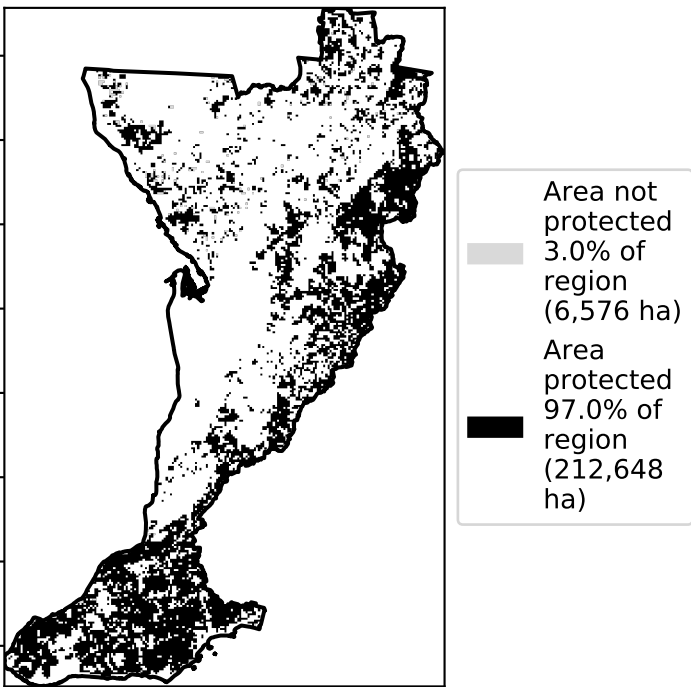 Area not
protected
3.0% of
region
(6,576 ha)
Area
protected
97.0% of
region
(212,648
ha)